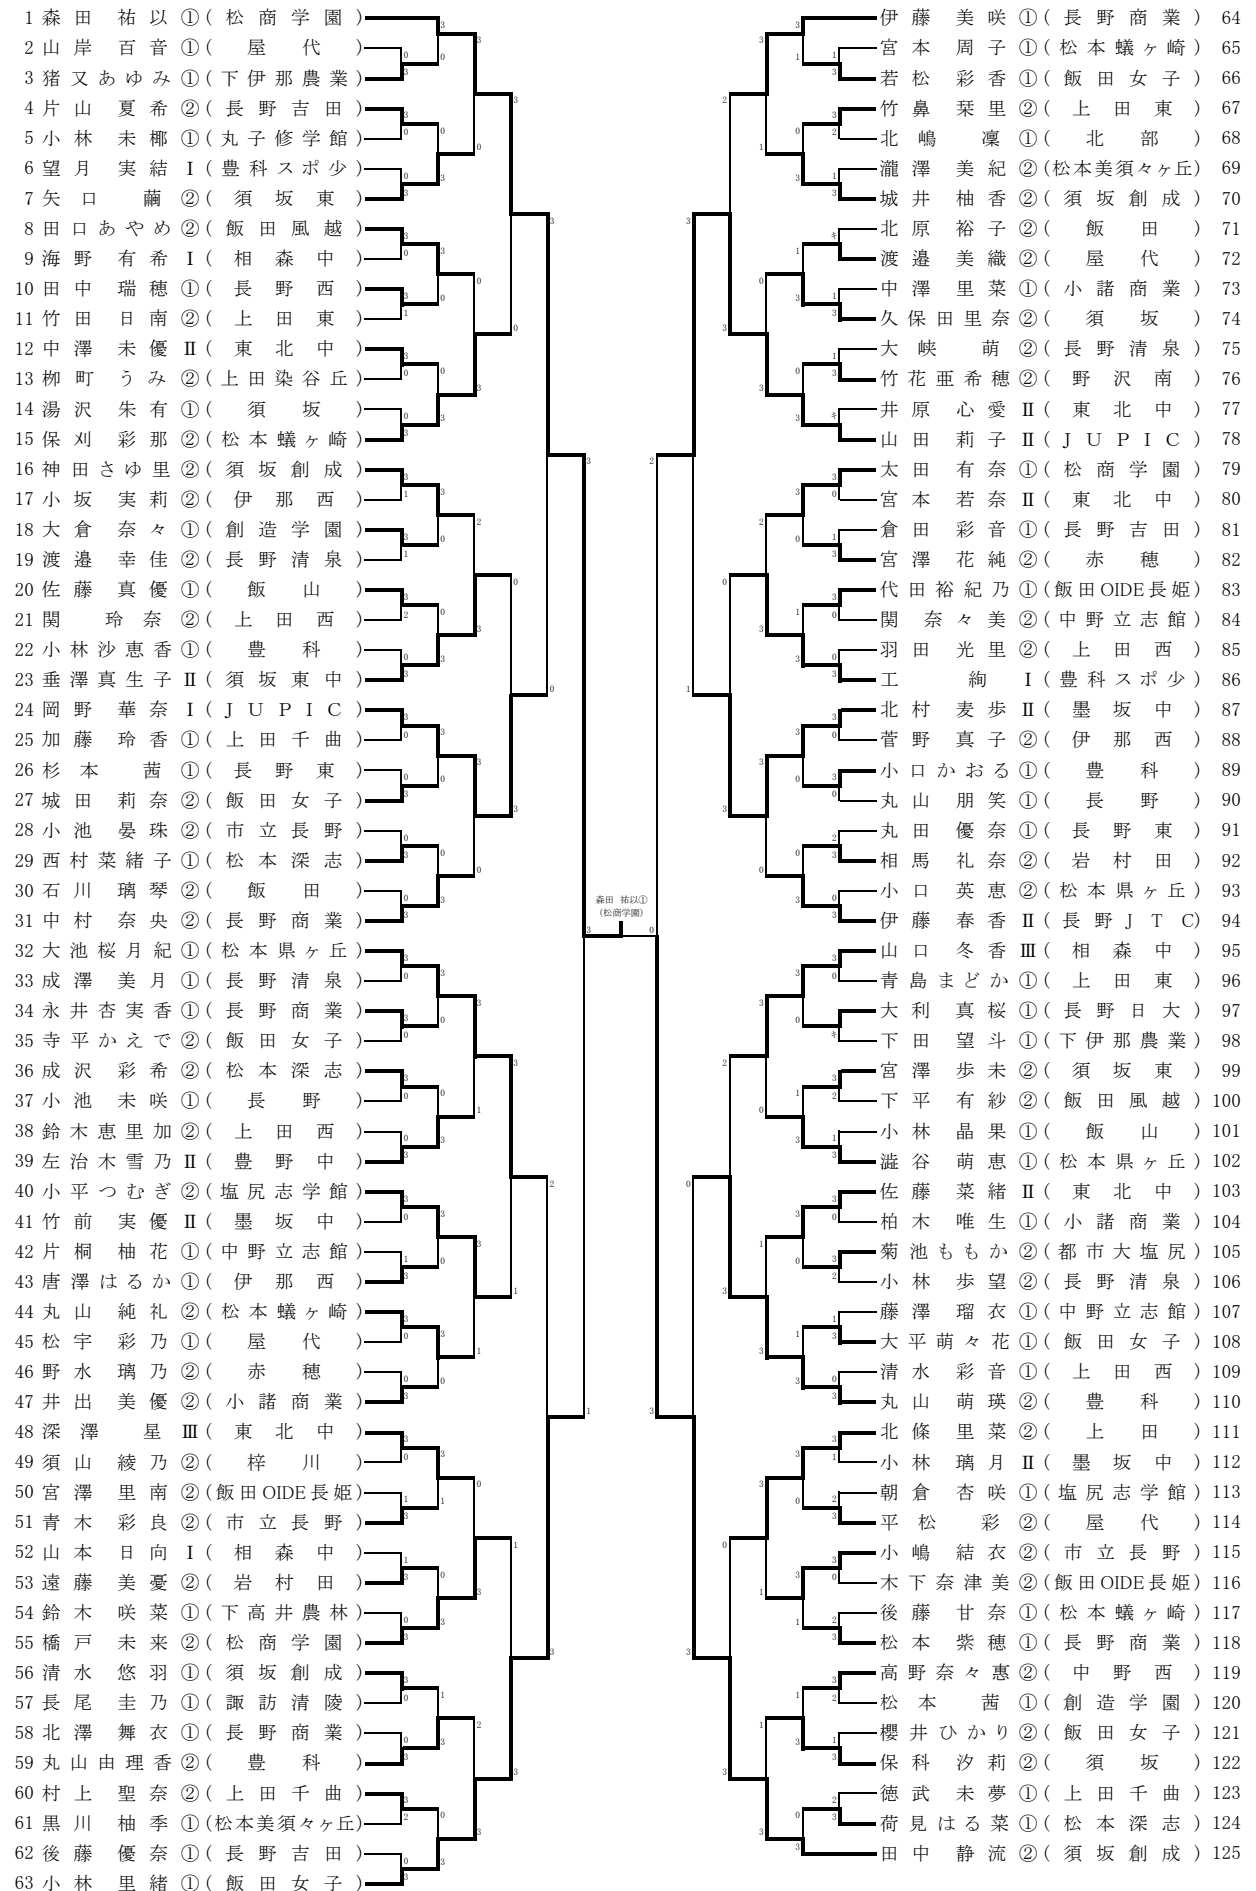 1 森田 祐以 ① (松商学園)
2 山岸 百音 ① (屋代)
3 猪又あゆみ ① (下伊那農業)
4 片山 夏希 ② (長野吉田)
5 小林 未椰 ① (丸子修学館)
6 望月 実結 Ⅰ (豊科スポ少)
7 矢口 繭 ② (須坂東)
8 田口あやめ ② (飯田風越)
9 海野 有希 Ⅰ (相森中)
10 田中 瑞穂 ① (長野西)
11 竹田 日南 ② (上田東)
12 中澤 未優 Ⅱ (東北中)
13 栁町 うみ ② (上田染谷丘)
14 湯沢 朱有 ① (須坂)
15 保刈 彩那 ② (松本蟻ヶ崎)
16 神田さゆ里 ② (須坂創成)
17 小坂 実莉 ② (伊那西)
18 大倉 奈々 ① (創造学園)
19 渡邉 幸佳 ② (長野清泉)
20 佐藤 真優 ① (飯山)
21 関 玲奈 ② (上田西)
22 小林沙恵香 ① (豊科)
23 垂澤真生子 Ⅱ (須坂東中)
24 岡野 華奈 Ⅰ (JUPIC)
25 加藤 玲香 ① (上田千曲)
26 杉本 茜 ① (長野東)
27 城田 莉奈 ② (飯田女子)
28 小池 晏珠 ② (市立長野)
29 西村菜緒子 ① (松本深志)
30 石川 璃琴 ② (飯田)
31 中村 奈央 ② (長野商業)
32 大池桜月紀 ① (松本県ヶ丘)
33 成澤 美月 ① (長野清泉)
34 永井杏実香 ① (長野商業)
35 寺平かえで ② (飯田女子)
36 成沢 彩希 ② (松本深志)
37 小池 未咲 ① (長野)
38 鈴木恵里加 ② (上田西)
39 左治木雪乃 Ⅱ (豊野中)
40 小平つむぎ ② (塩尻志学館)
41 竹前 実優 Ⅱ (墨坂中)
42 片桐 柚花 ① (中野立志館)
43 唐澤はるか ① (伊那西)
44 丸山 純礼 ② (松本蟻ヶ崎)
45 松宇 彩乃 ① (屋代)
46 野水 璃乃 ② (赤穂)
47 井出 美優 ② (小諸商業)
48 深澤 星 Ⅲ (東北中)
49 須山 綾乃 ② (梓川)
50 宮澤 里南 ② (飯田OIDE長姫)
51 青木 彩良 ② (市立長野)
52 山本 日向 Ⅰ (相森中)
53 遠藤 美憂 ② (岩村田)
54 鈴木 咲菜 ① (下高井農林)
55 橋戸 未来 ② (松商学園)
56 清水 悠羽 ① (須坂創成)
57 長尾 圭乃 ① (諏訪清陵)
58 北澤 舞衣 ① (長野商業)
59 丸山由理香 ② (豊科)
60 村上 聖奈 ② (上田千曲)
61 黒川 柚季 ① (松本美須々ヶ丘)
62 後藤 優奈 ① (長野吉田)
63 小林 里緒 ① (飯田女子)
森田 祐以①
(松商学園)
伊藤 美咲 ① (長野商業) 64
宮本 周子 ① (松本蟻ヶ崎) 65
若松 彩香 ① (飯田女子) 66
竹鼻 栞里 ② (上田東) 67
北嶋 凜 ① (北部) 68
瀧澤 美紀 ② (松本美須々ヶ丘) 69
城井 柚香 ② (須坂創成) 70
北原 裕子 ② (飯田) 71
渡邉 美織 ② (屋代) 72
中澤 里菜 ① (小諸商業) 73
久保田里奈 ② (須坂) 74
大峡 萌 ② (長野清泉) 75
竹花亜希穂 ② (野沢南) 76
井原 心愛 Ⅱ (東北中) 77
山田 莉子 Ⅱ (JUPIC) 78
太田 有奈 ① (松商学園) 79
宮本 若奈 Ⅱ (東北中) 80
倉田 彩音 ① (長野吉田) 81
宮澤 花純 ② (赤穂) 82
代田裕紀乃 ① (飯田OIDE長姫) 83
関 奈々美 ② (中野立志館) 84
羽田 光里 ② (上田西) 85
工 絢 Ⅰ (豊科スポ少) 86
北村 麦歩 Ⅱ (墨坂中) 87
菅野 真子 ② (伊那西) 88
小口かおる ① (豊科) 89
丸山 朋笑 ① (長野) 90
丸田 優奈 ① (長野東) 91
相馬 礼奈 ② (岩村田) 92
小口 英恵 ② (松本県ヶ丘) 93
伊藤 春香 Ⅱ (長野JTC) 94
山口 冬香 Ⅲ (相森中) 95
青島まどか ① (上田東) 96
大利 真桜 ① (長野日大) 97
下田 望斗 ① (下伊那農業) 98
宮澤 歩未 ② (須坂東) 99
下平 有紗 ② (飯田風越) 100
小林 晶果 ① (飯山) 101
澁谷 萌恵 ① (松本県ヶ丘) 102
佐藤 菜緒 Ⅱ (東北中) 103
柏木 唯生 ① (小諸商業) 104
菊池ももか ② (都市大塩尻) 105
小林 歩望 ② (長野清泉) 106
藤澤 瑠衣 ① (中野立志館) 107
大平萌々花 ① (飯田女子) 108
清水 彩音 ① (上田西) 109
丸山 萌瑛 ② (豊科) 110
北條 里菜 ② (上田) 111
小林 璃月 Ⅱ (墨坂中) 112
朝倉 杏咲 ① (塩尻志学館) 113
平松 彩 ② (屋代) 114
小嶋 結衣 ② (市立長野) 115
木下奈津美 ② (飯田OIDE長姫) 116
後藤 甘奈 ① (松本蟻ヶ崎) 117
松本 紫穂 ① (長野商業) 118
高野奈々惠 ② (中野西) 119
松本 茜 ① (創造学園) 120
櫻井ひかり ② (飯田女子) 121
保科 汐莉 ② (須坂) 122
徳武 未夢 ① (上田千曲) 123
荷見はる菜 ① (松本深志) 124
田中 静流 ② (須坂創成) 125